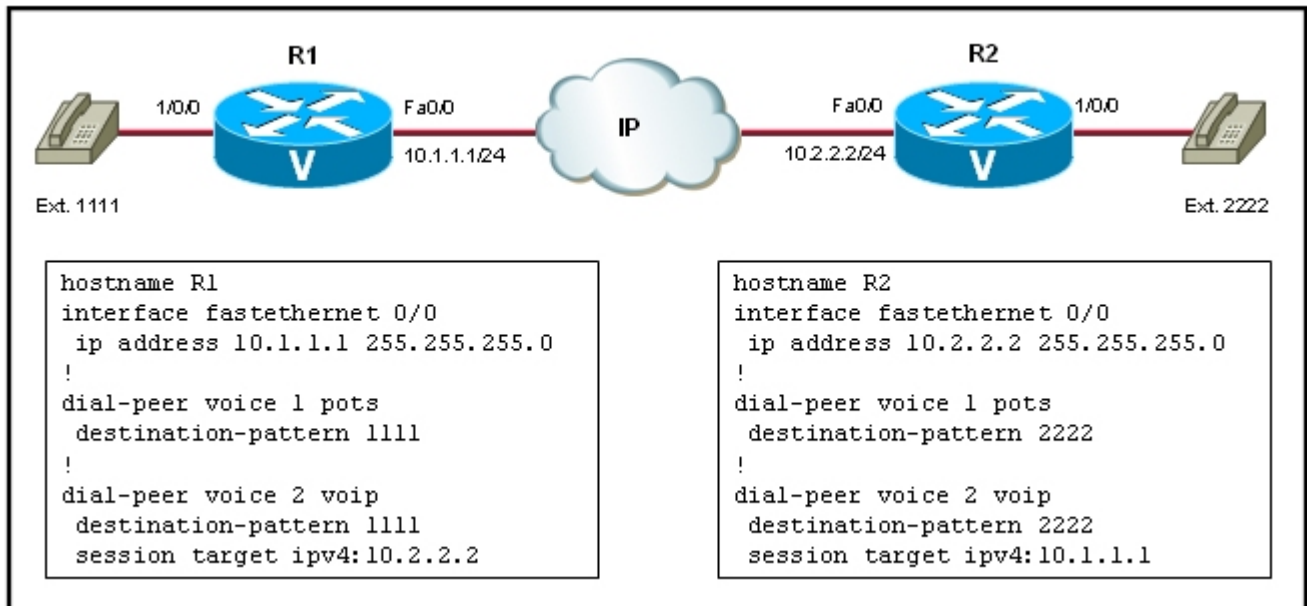 R1
R2
1/0/0
Fa0/0
IP
Fa0/0
1/0/0
V
10.1.1.1/24
10.2.2.2/24
V
Ext. 1111
Ext. 2222
hostname R1
interface fastethernet 0/0
ip address 10.1.1.1 255.255.255.0
!
dial-peer voice 1 pots
destination-pattern 1111
!
dial-peer voice 2 voip
destination-pattern 1111
session target ipv4:10.2.2.2
hostname R2
interface fastethernet 0/0
ip address 10.2.2.2 255.255.255.0
!
dial-peer voice 1 pots
destination-pattern 2222
!
dial-peer voice 2 voip
destination-pattern 2222
session target ipv4:10.1.1.1